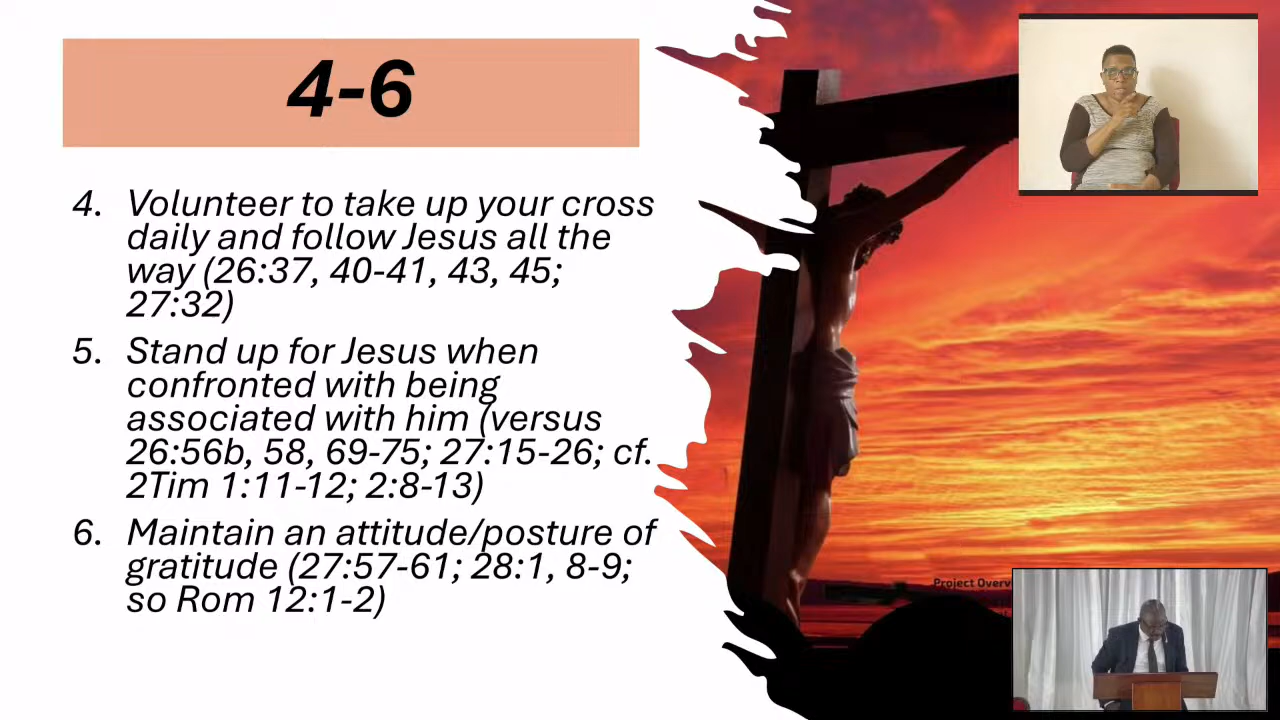 4-6
4. Volunteer to take up your cross
daily and follow Jesus all the
way (26:37, 40-41, 43, 45;
27:32)
5. Stand up for Jesus when
confronted with being
associated with him (versus
26:56b, 58, 69-75; 27:15-26; cf.
2Tim 1:11-12; 2:8-13)
6. Maintain an attitude/posture of
gratitude (27:57-61; 28:1, 8-9;
so Rom 12:1-2)
Project